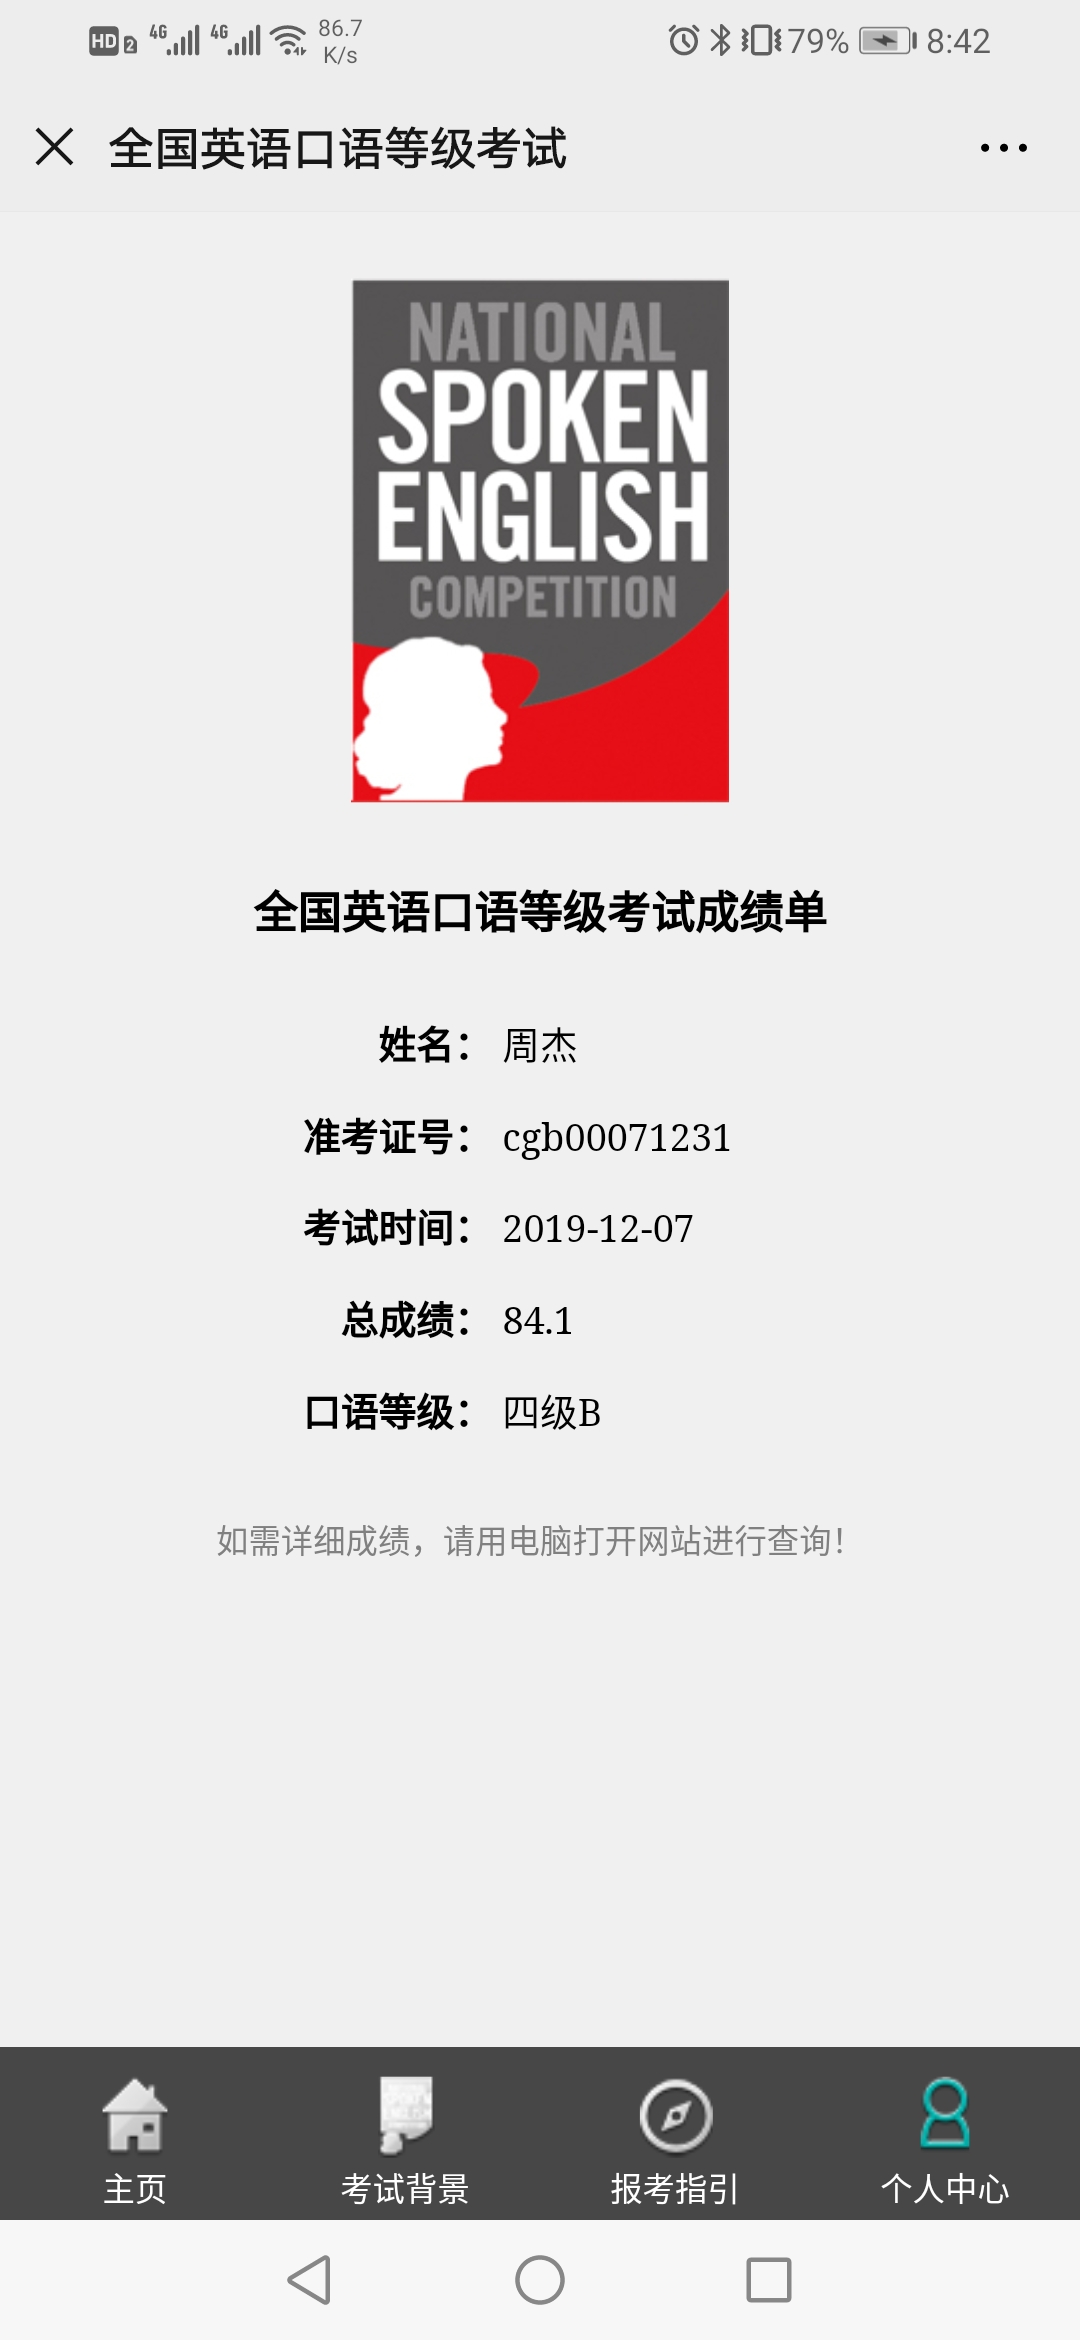 HD 2 4G 4G 86.7 K/s 79% 8:42
全国英语口语等级考试
NATIONAL
SPOKEN
ENGLISH
COMPETITION
全国英语口语等级考试成绩单
姓名： 周杰
准考证号： cgb00071231
考试时间： 2019-12-07
总成绩： 84.1
口语等级： 四级B
如需详细成绩，请用电脑打开网站进行查询！
主页 考试背景 报考指引 个人中心